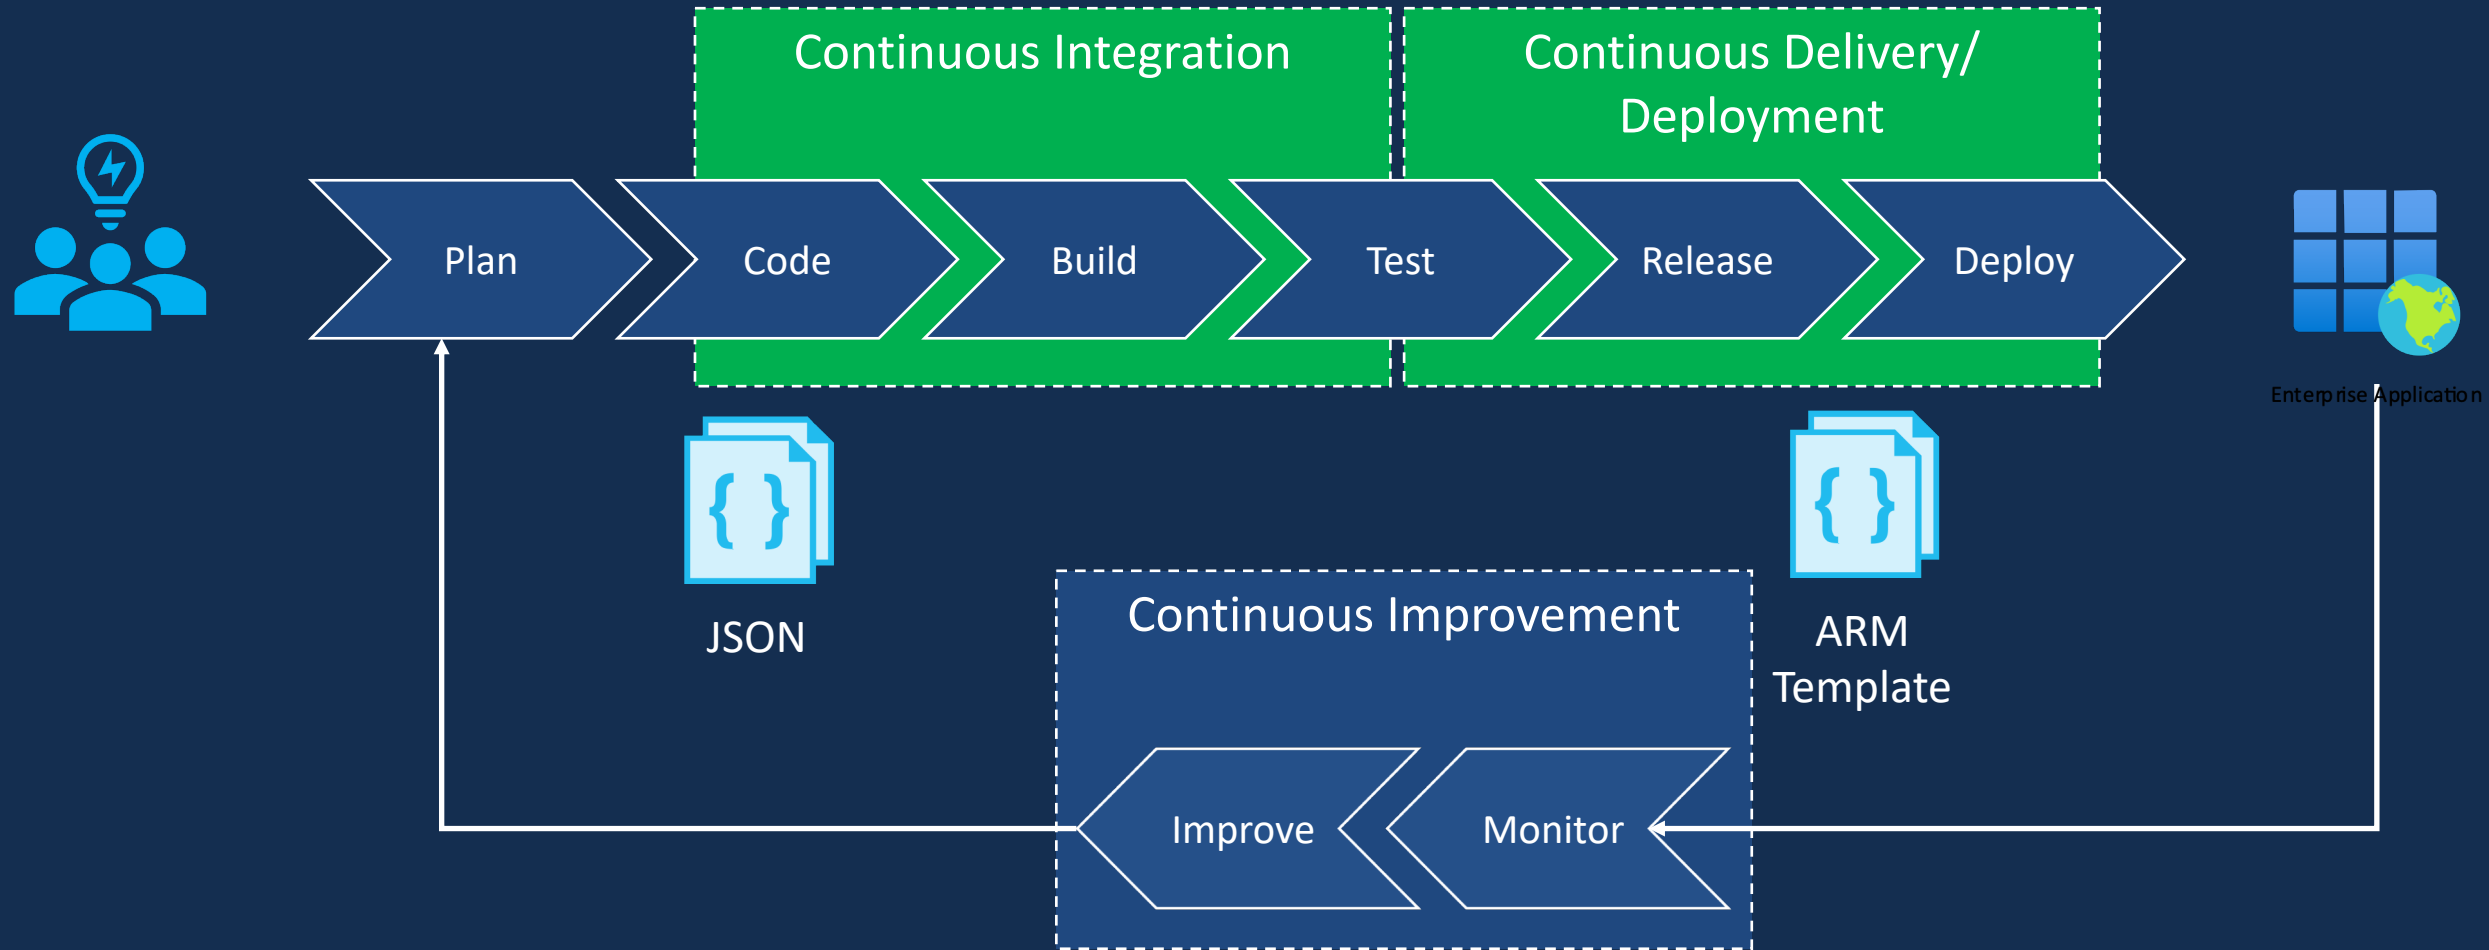 Continuous Integration
Continuous Delivery/
Deployment
Plan
Code
Build
Test
Release
Deploy
Enterprise Application
{ }
JSON
{ }
ARM
Template
Continuous Improvement
Improve
Monitor